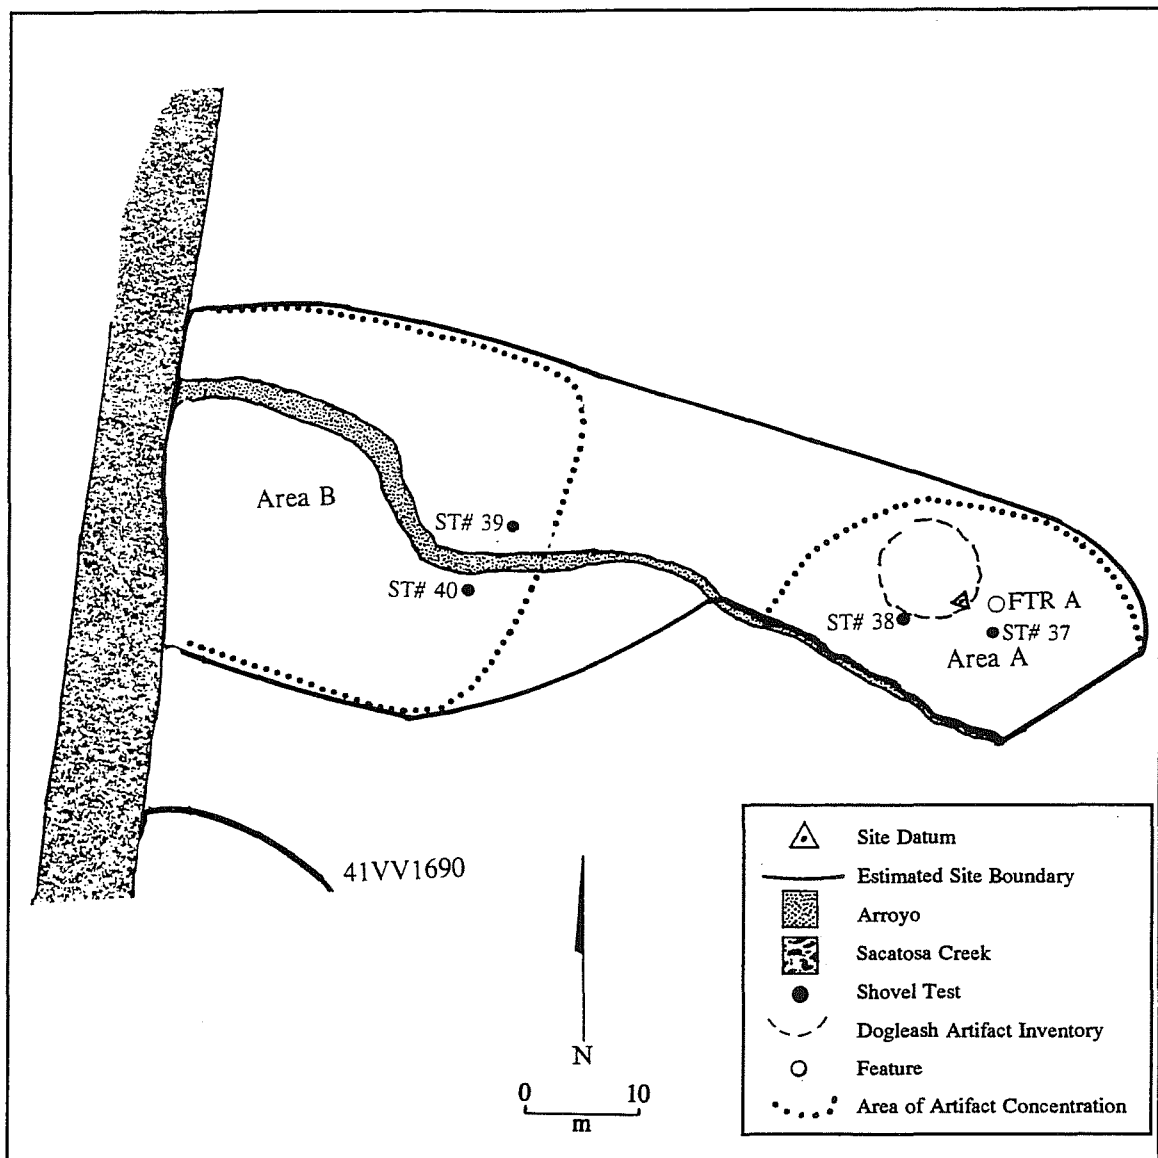 Area B
ST# 39
ST# 40
ST# 38
FTR A
ST# 37
Area A
41VV1690
N
0 10
m
Site Datum
Estimated Site Boundary
Arroyo
Sacatosa Creek
Shovel Test
Dogleash Artifact Inventory
Feature
Area of Artifact Concentration